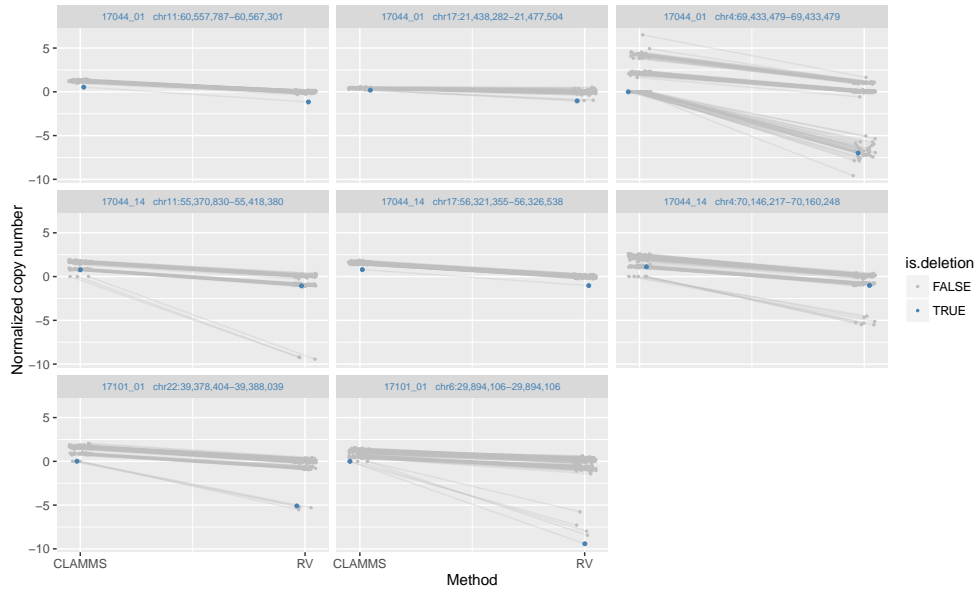 17044_01 chr11:60,557,787−60,567,301
17044_01 chr17:21,438,282−21,477,504
17044_01 chr4:69,433,479−69,433,479
5
0
−5
−10
17044_14 chr11:55,370,830−55,418,380
17044_14 chr17:56,321,355−56,326,538
17044_14 chr4:70,146,217−70,160,248
5
0
−5
−10
17101_01 chr22:39,378,404−39,388,039
17101_01 chr6:29,894,106−29,894,106
5
0
−5
−10
CLAMMS
RV
CLAMMS
RV
Method
Normalized copy number
is.deletion
FALSE
TRUE